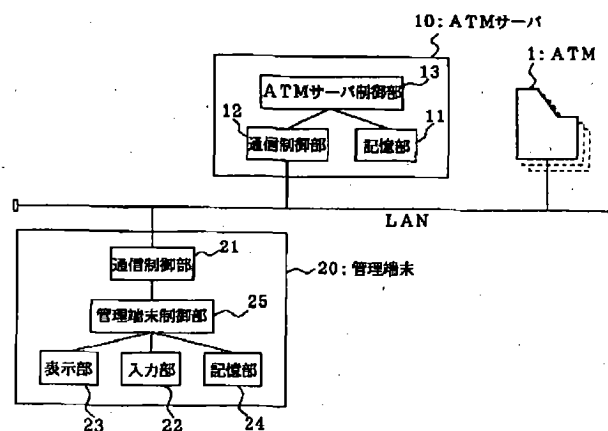 10:ATMサーバ
13
1:ATM
ATMサーバ制御部
12
11
通信制御部
記憶部
LAN
21
通信制御部
20:管理端末
25
管理端末制御部
表示部
入力部
記憶部
23
22
24